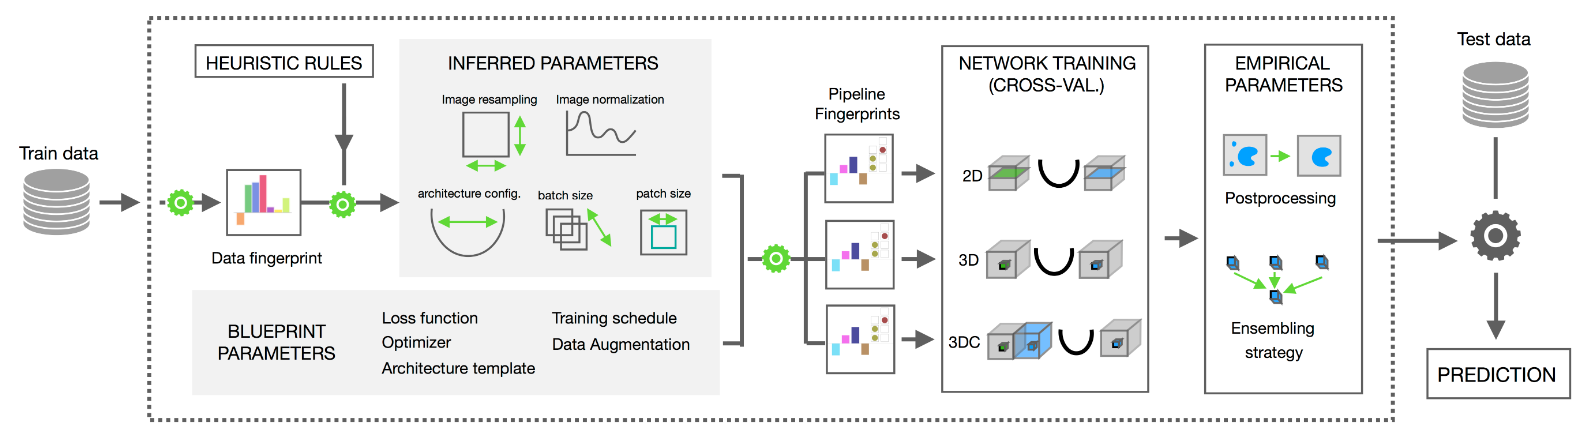 Train data
HEURISTIC RULES
Data fingerprint
INFERRED PARAMETERS
Image resampling
Image normalization
architecture config.
batch size
patch size
BLUEPRINT
PARAMETERS
Loss function
Optimizer
Architecture template
Training schedule
Data Augmentation
Pipeline
Fingerprints
NETWORK TRAINING
(CROSS-VAL.)
2D
3D
3DC
EMPIRICAL
PARAMETERS
Postprocessing
Ensembling
strategy
Test data
PREDICTION